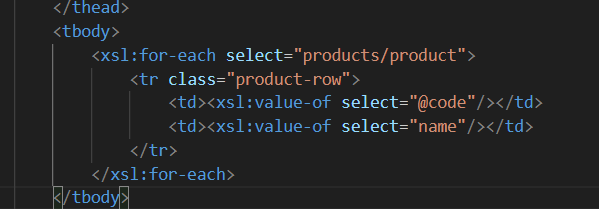 </thead>
<tbody>
<xsl:for-each select="products/product">
<tr class="product-row">
<td><xsl:value-of select="@code"/></td>
<td><xsl:value-of select="name"/></td>
</tr>
</xsl:for-each>
</tbody>